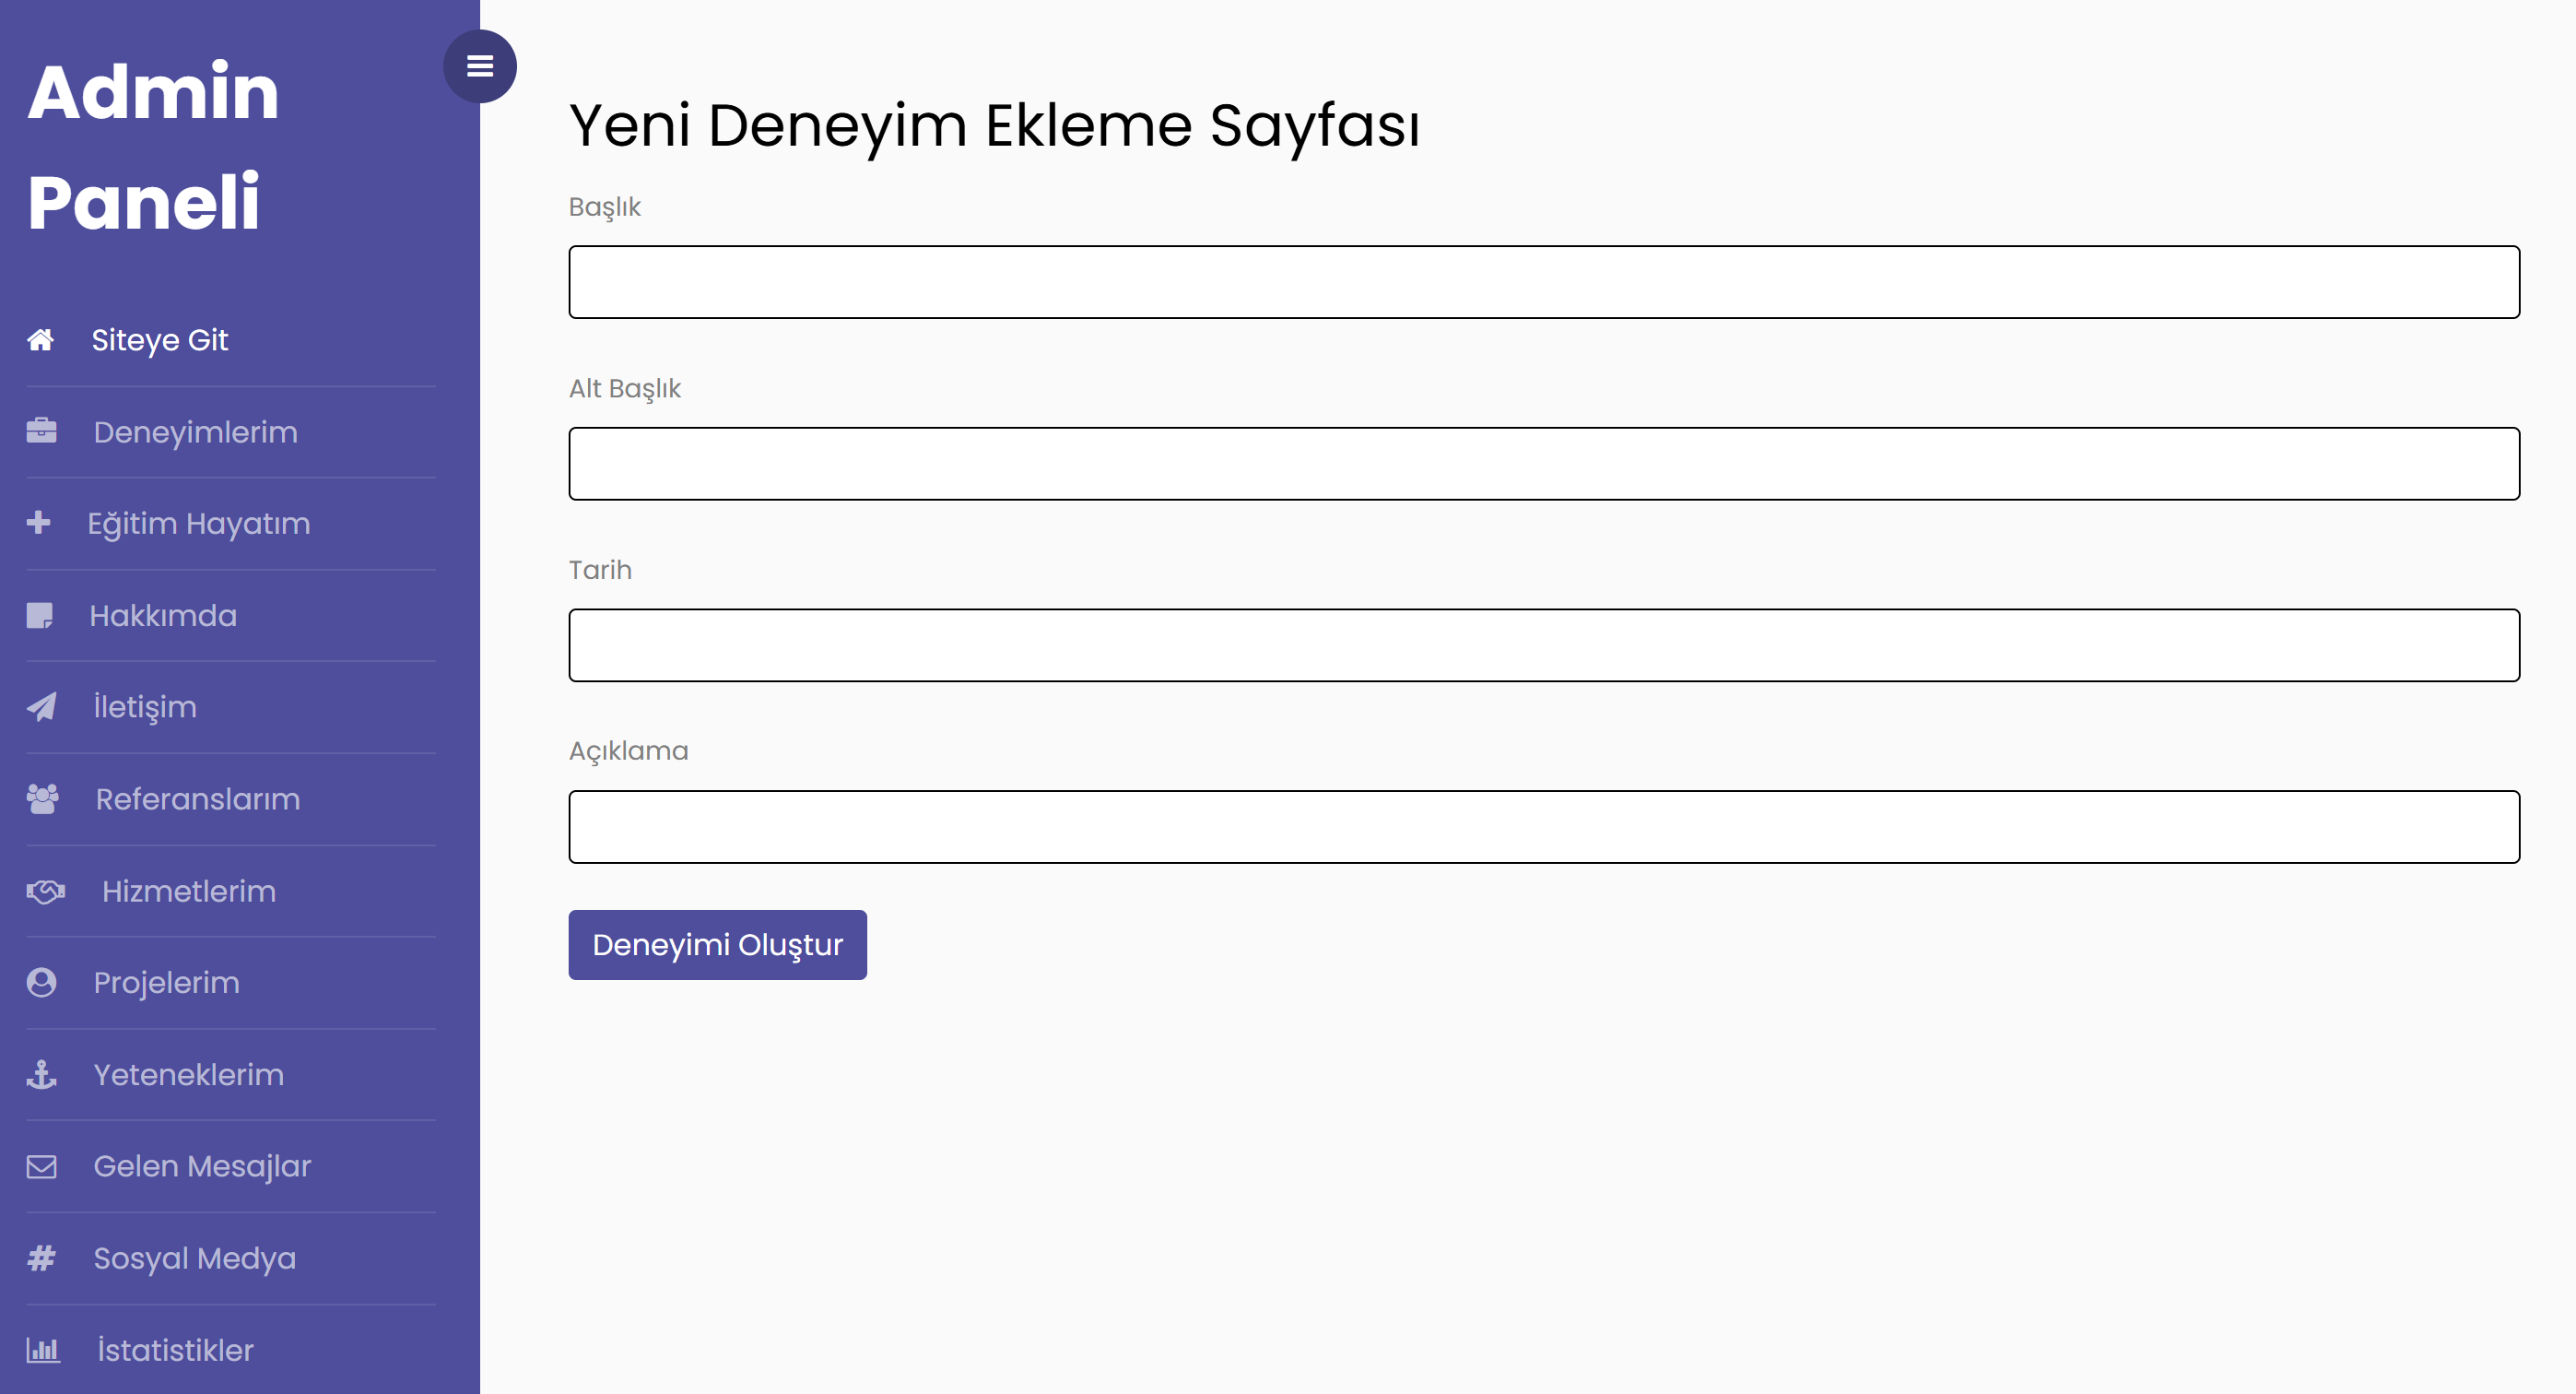 Admin
Paneli
Siteye Git
Deneyimlerim
Eğitim Hayatım
Hakkımda
İletişim
Referanslarım
Hizmetlerim
Projelerim
Yeteneklerim
Gelen Mesajlar
Sosyal Medya
İstatistikler
Yeni Deneyim Ekleme Sayfası
Başlık
Alt Başlık
Tarih
Açıklama
Deneyimi Oluştur